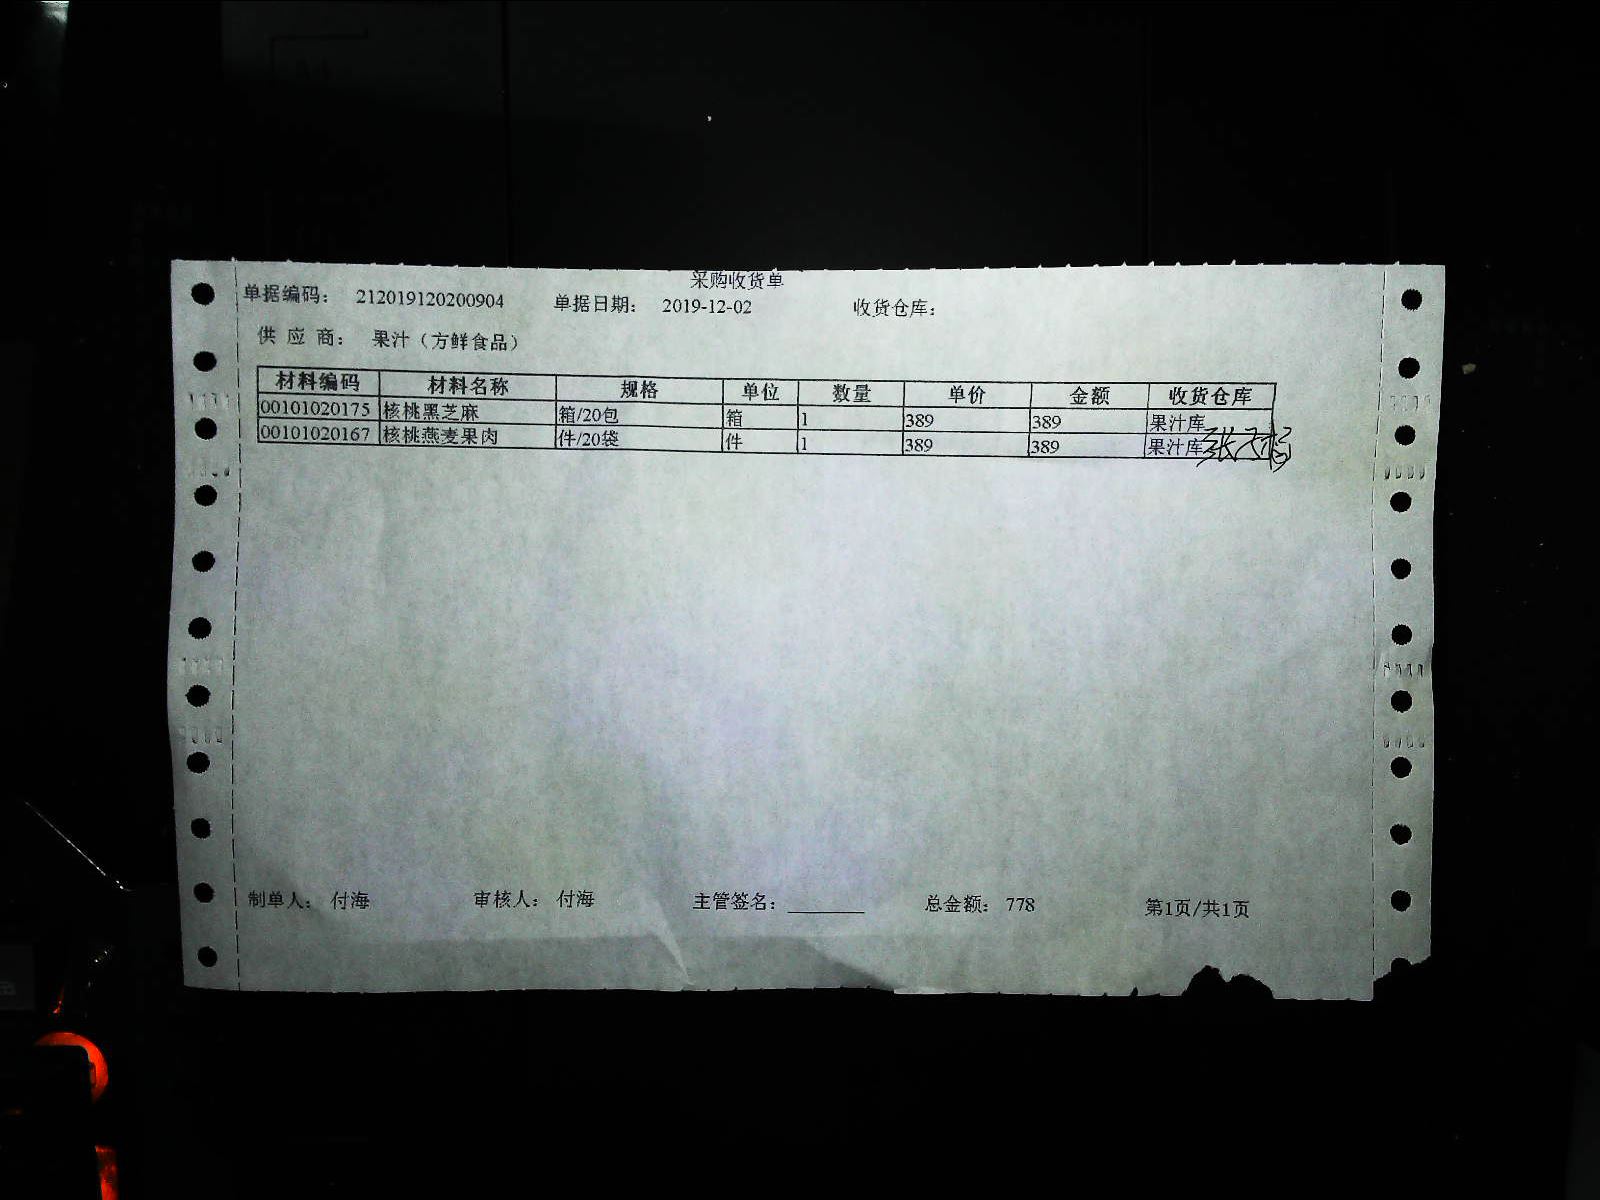 采购收货单
单据编码： 212019120200904 单据日期： 2019-12-02 收货仓库：
供 应 商： 果汁（方鲜食品）
材料编码 材料名称 规格 单位 数量 单价 金额 收货仓库
00101020175 核桃黑芝麻 箱/20包 箱 1 389 389 果汁库
00101020167 核桃燕麦果肉 件/20袋 件 1 389 389 果汁库
制单人： 付海 审核人： 付海 主管签名： 总金额： 778 第1页/共1页